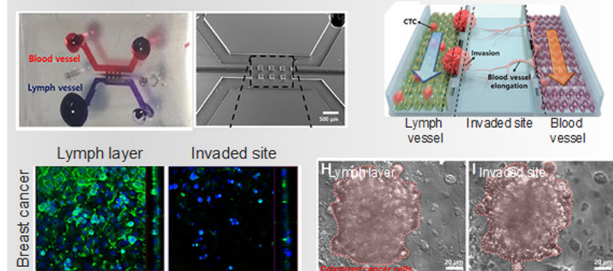 Blood vessel
Lymph vessel
500 μm
CTC
Invasion
Blood vessel
elongation
Lymph
vessel
Invaded site
Blood
vessel
Lymph layer
Invaded site
Breast cancer
H Lymph layer
20 μm
I Invaded site
20 μm